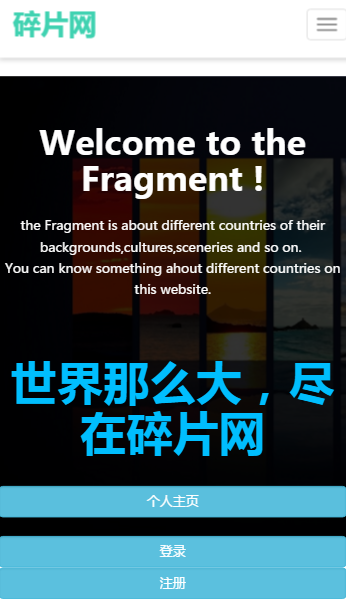 碎片网
Welcome to the
Fragment !
the Fragment is about different countries of their
backgrounds,cultures,sceneries and so on.
You can know something ahout different countries on
this website.
世界那么大，尽
在碎片网
个人主页
登录
注册